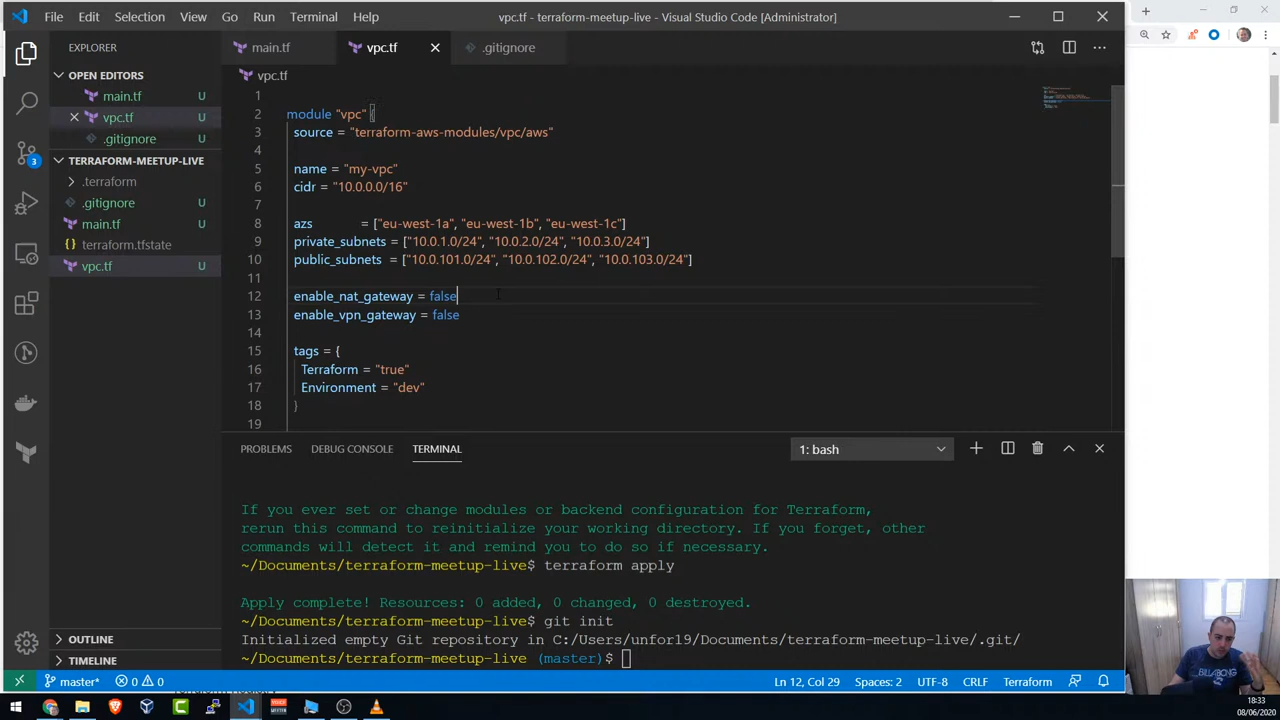 File Edit Selection View Go Run Terminal Help
vpc.tf - terraform-meetup-live - Visual Studio Code [Administrator]
EXPLORER
main.tf
vpc.tf
.gitignore
OPEN EDITORS
main.tf U
vpc.tf U
.gitignore U
TERRAFORM-MEETUP-LIVE
.terraform
.gitignore U
main.tf U
terraform.tfstate
vpc.tf U
3
vpc.tf
1
2 module "vpc" {
3 source = "terraform-aws-modules/vpc/aws"
4
5 name = "my-vpc"
6 cidr = "10.0.0.0/16"
7
8 azs = ["eu-west-1a", "eu-west-1b", "eu-west-1c"]
9 private_subnets = ["10.0.1.0/24", "10.0.2.0/24", "10.0.3.0/24"]
10 public_subnets = ["10.0.101.0/24", "10.0.102.0/24", "10.0.103.0/24"]
11
12 enable_nat_gateway = false
13 enable_vpn_gateway = false
14
15 tags = {
16 Terraform = "true"
17 Environment = "dev"
18 }
19
PROBLEMS DEBUG CONSOLE TERMINAL 1: bash
If you ever set or change modules or backend configuration for Terraform,
rerun this command to reinitialize your working directory. If you forget, other
commands will detect it and remind you to do so if necessary.
~/Documents/terraform-meetup-live$ terraform apply
Apply complete! Resources: 0 added, 0 changed, 0 destroyed.
~/Documents/terraform-meetup-live$ git init
Initialized empty Git repository in C:/Users/unfor19/Documents/terraform-meetup-live/.git/
~/Documents/terraform-meetup-live (master)$
OUTLINE
TIMELINE
master* 0 0 Ln 12, Col 29 Spaces: 2 UTF-8 CRLF Terraform
BILLABONG
18:33
08/06/2020